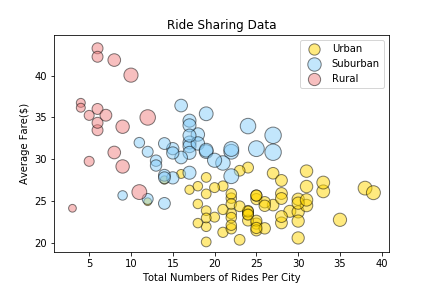 Ride Sharing Data
Urban
Suburban
Rural
Average Fare($)
40
35
30
25
20
5 10 15 20 25 30 35 40
Total Numbers of Rides Per City